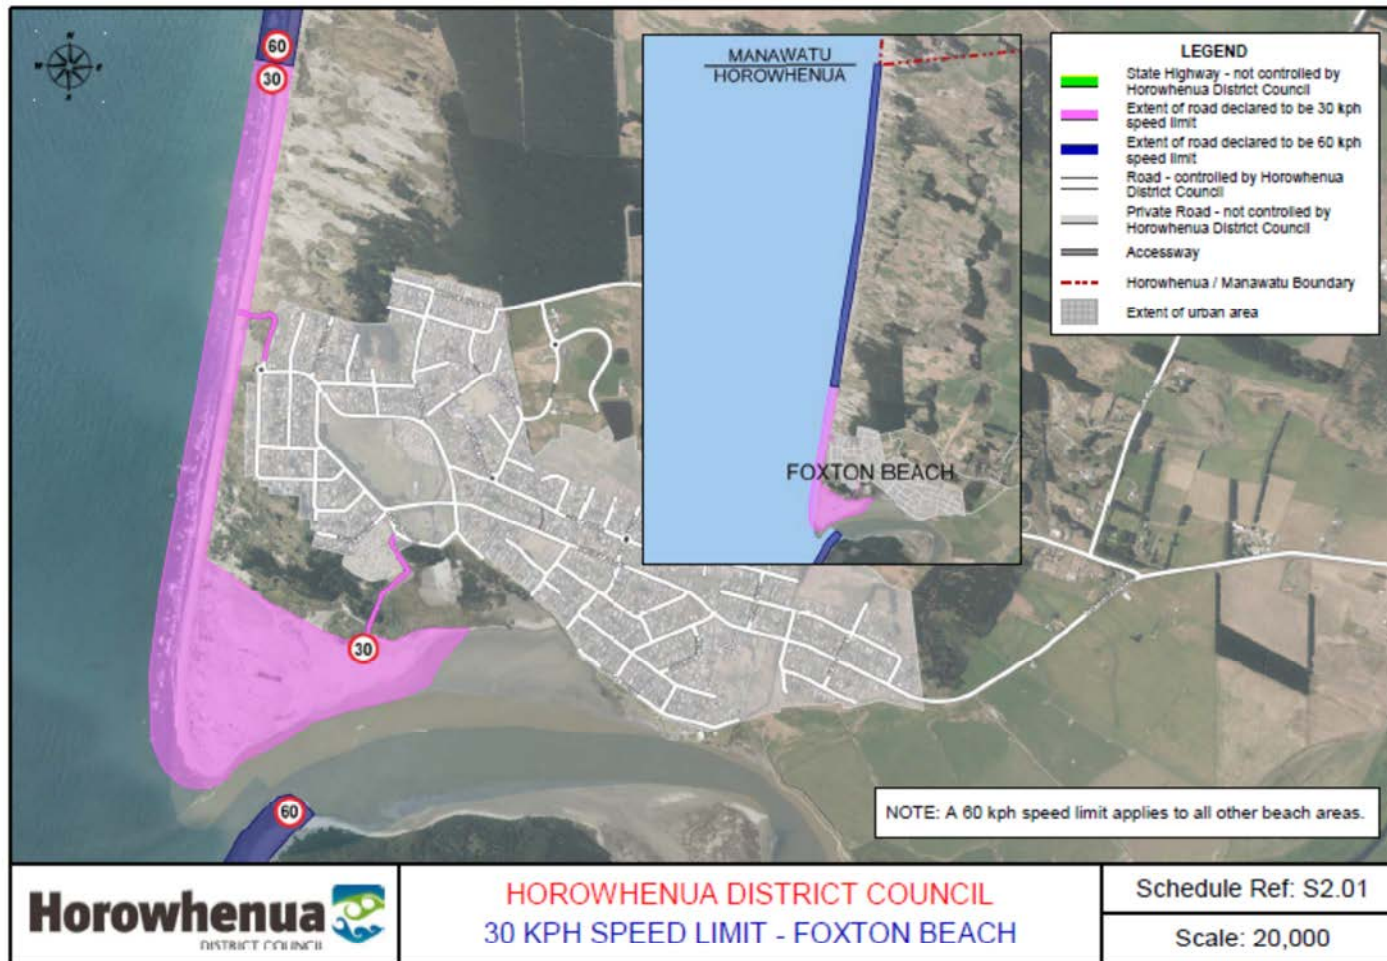 60
30
MANAWATU
HOROWHENUA
FOXTON BEACH
LEGEND
State Highway - not controlled by
Horowhenua District Council
Extent of road declared to be 30 kph
speed limit
Extent of road declared to be 60 kph
speed limit
Road - controlled by Horowhenua
District Council
Private Road - not controlled by
Horowhenua District Council
Accessway
Horowhenua / Manawatu Boundary
Extent of urban area
30
60
NOTE: A 60 kph speed limit applies to all other beach areas.
Horowhenua
DISTRICT COUNCIL
HOROWHENUA DISTRICT COUNCIL
30 KPH SPEED LIMIT - FOXTON BEACH
Schedule Ref: S2.01
Scale: 20,000